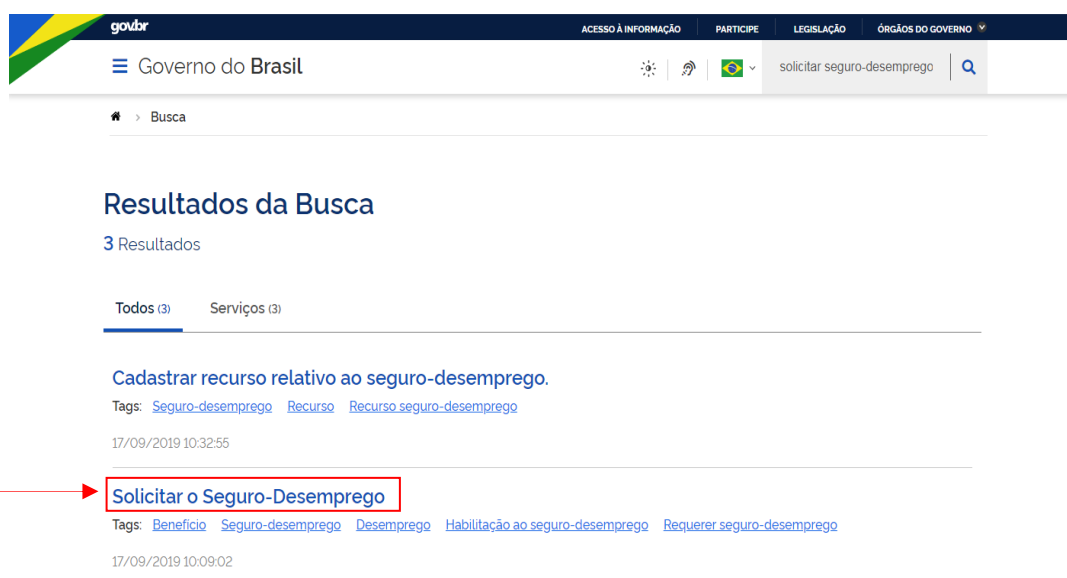 gov.br
ACESSO À INFORMAÇÃO PARTICIPE LEGISLAÇÃO ÓRGÃOS DO GOVERNO
Governo do Brasil
solicitar seguro-desemprego
Busca
Resultados da Busca
3 Resultados
Todos (3) Serviços (3)
Cadastrar recurso relativo ao seguro-desemprego.
Tags: Seguro-desemprego Recurso Recurso seguro-desemprego
17/09/2019 10:32:55
Solicitar o Seguro-Desemprego
Tags: Benefício Seguro-desemprego Desemprego Habilitação ao seguro-desemprego Requerer seguro-desemprego
17/09/2019 10:09:02